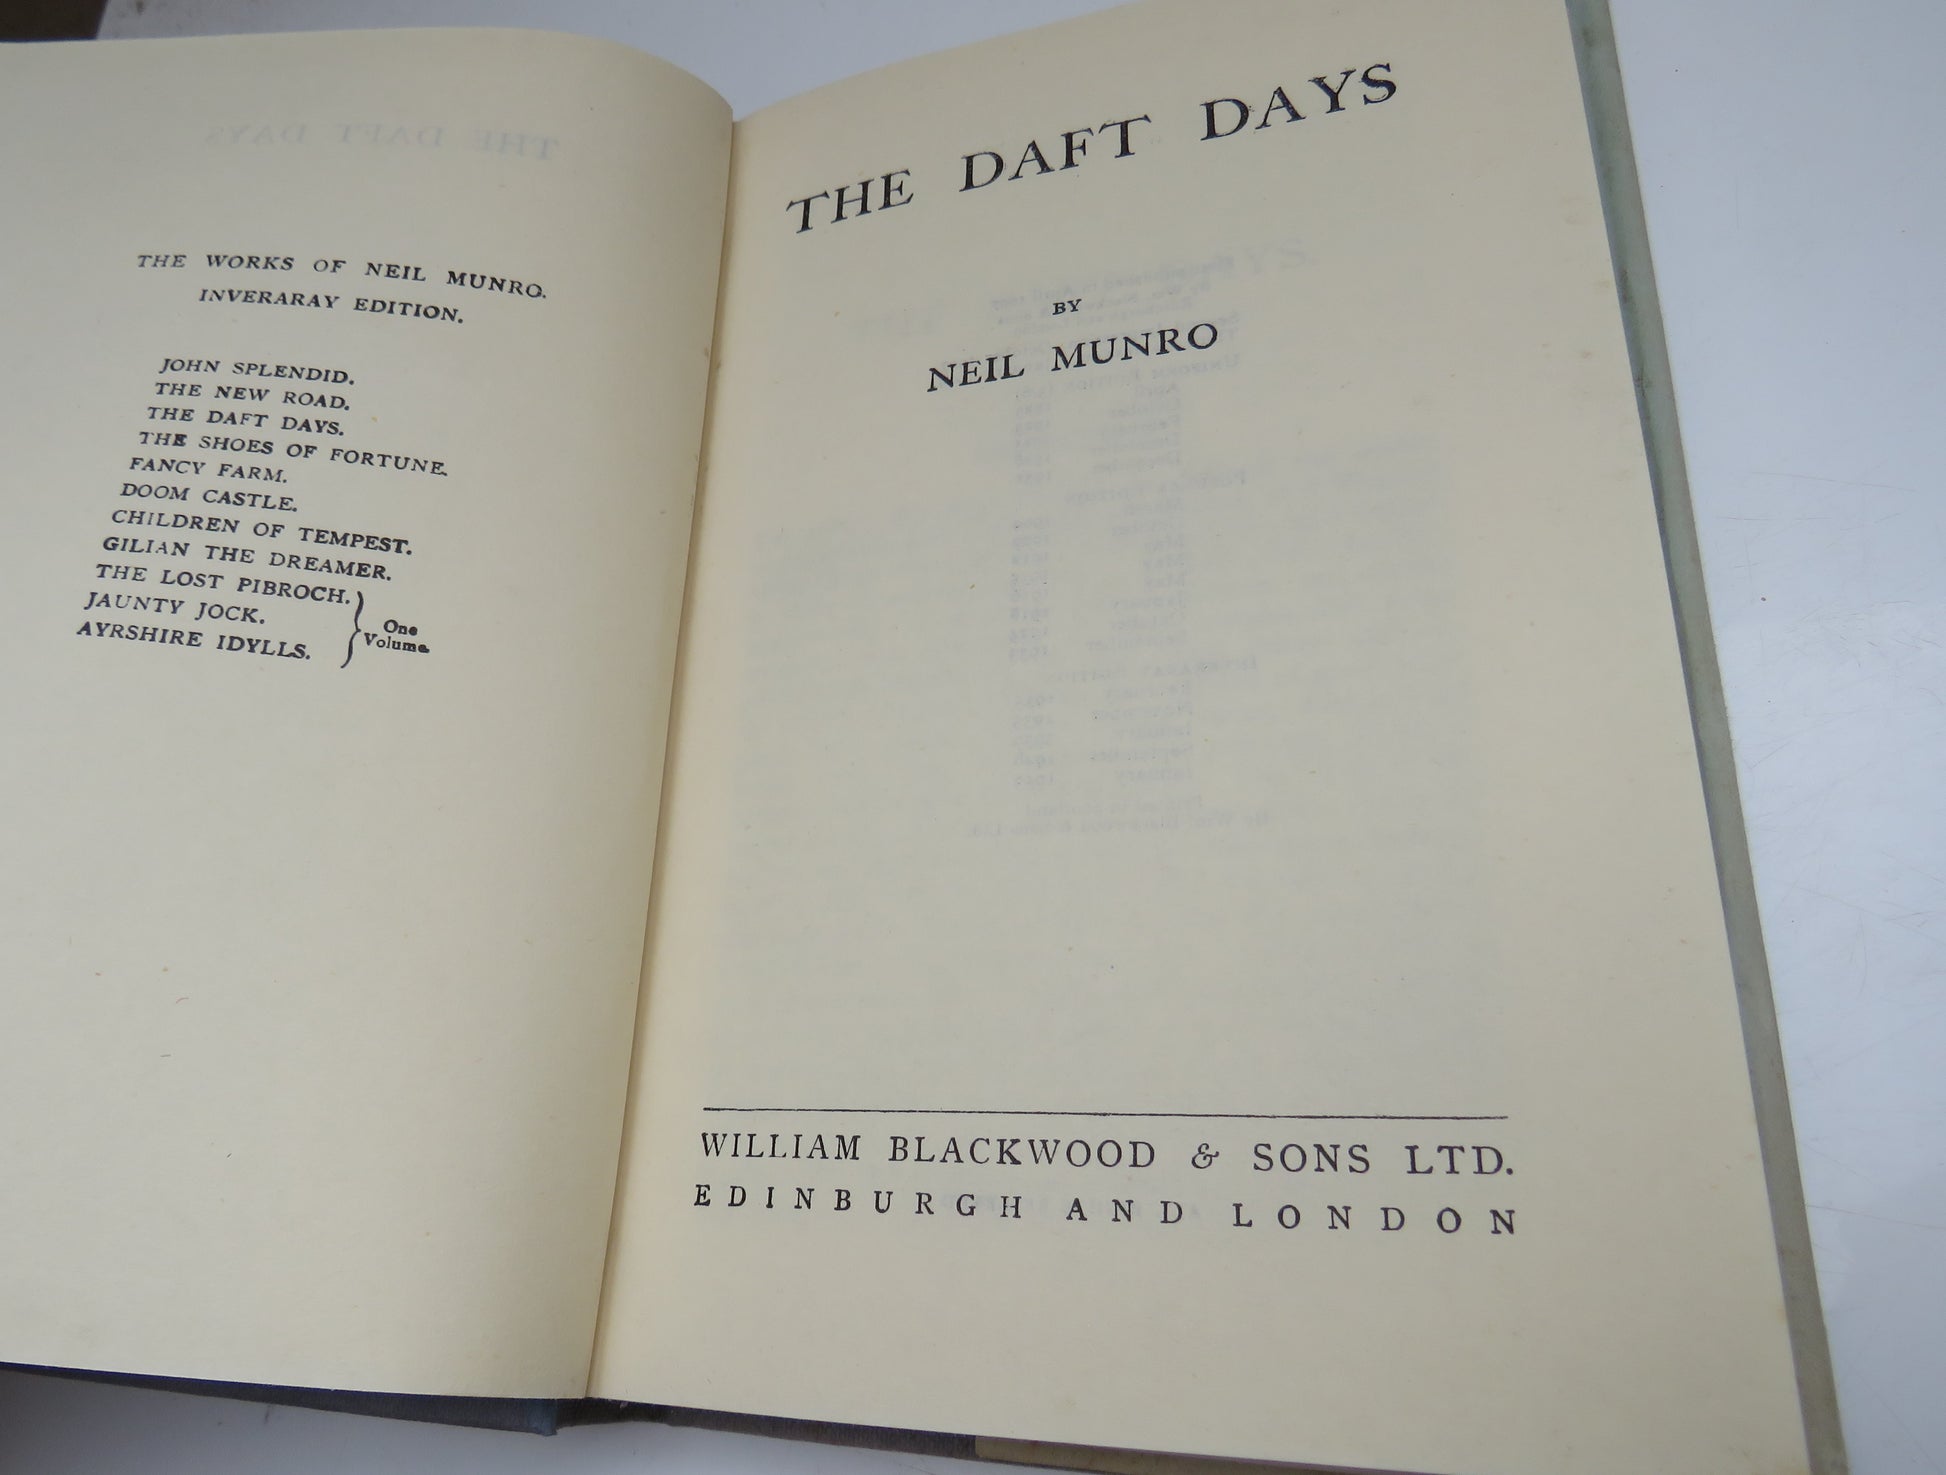 THE WORKS OF NEIL MUNRO.
INVERARAY EDITION.
JOHN SPLENDID.
THE NEW ROAD.
THE DAFT DAYS.
THE SHOES OF FORTUNE.
FANCY FARM.
DOOM CASTLE.
CHILDREN OF TEMPEST.
GILIAN THE DREAMER.
THE LOST PIBROCH.
JAUNTY JOCK.
AYRSHIRE IDYLLS.
One
Volume.
THE DAFT DAYS
BY
NEIL MUNRO
WILLIAM BLACKWOOD & SONS LTD.
EDINBURGH AND LONDON